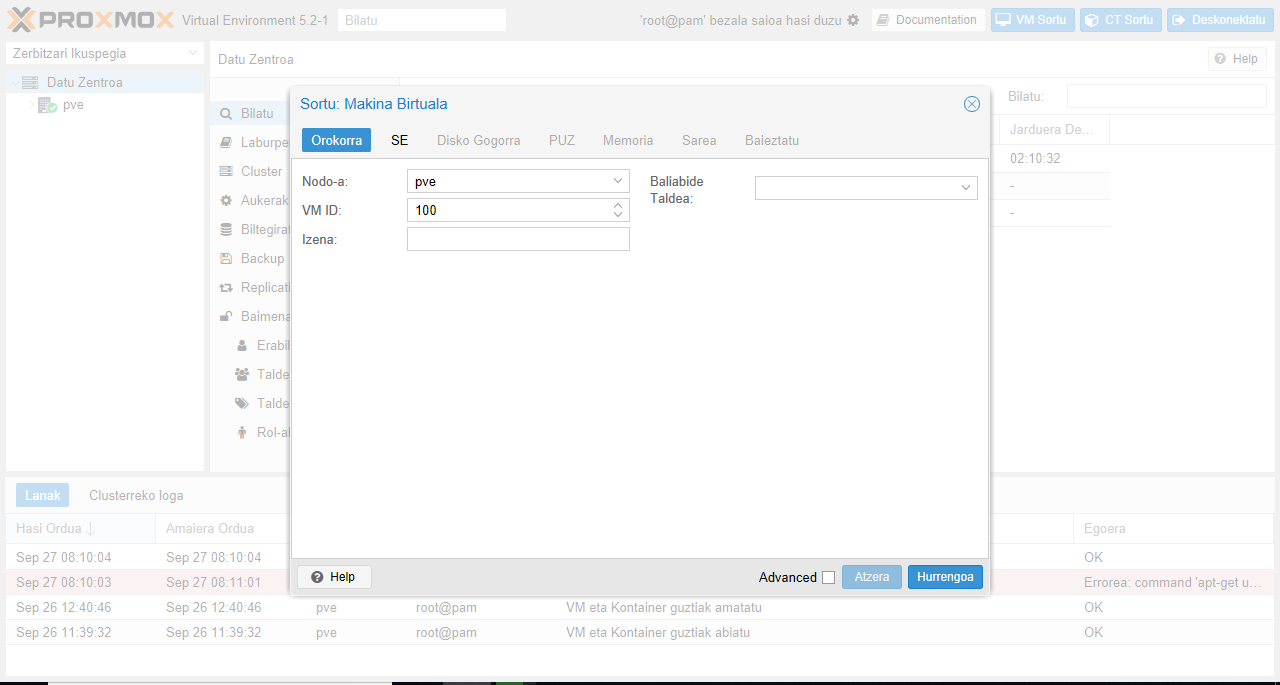 PROXMOX Virtual Environment 5.2-1 Bilatu 'root@pam' bezala saioa hasi duzu Documentation VM Sortu CT Sortu Deskonektatu
Zerbitzari Ikuspegia
Datu Zentroa
pve
Datu Zentroa Help
Bilatu
Laburpe
Cluster
Aukerak
Biltegirat
Backup
Replicati
Baimena
Erabil
Talde
Talde
Rol-al
Bilatu:
Jarduera De...
02:10:32
-
-
Sortu: Makina Birtuala
Orokorra SE Disko Gogorra PUZ Memoria Sarea Baieztatu
Nodo-a: pve
VM ID: 100
Izena:
Baliabide
Taldea:
Help Advanced Atzera Hurrengoa
Lanak Clusterreko loga
Hasi Ordua Amaiera Ordua Egoera
Sep 27 08:10:04 Sep 27 08:10:04 OK
Sep 27 08:10:03 Sep 27 08:11:01 Errorea: command 'apt-get u...
Sep 26 12:40:46 Sep 26 12:40:46 pve root@pam VM eta Kontainer guztiak amatatu OK
Sep 26 11:39:32 Sep 26 11:39:32 pve root@pam VM eta Kontainer guztiak abiatu OK